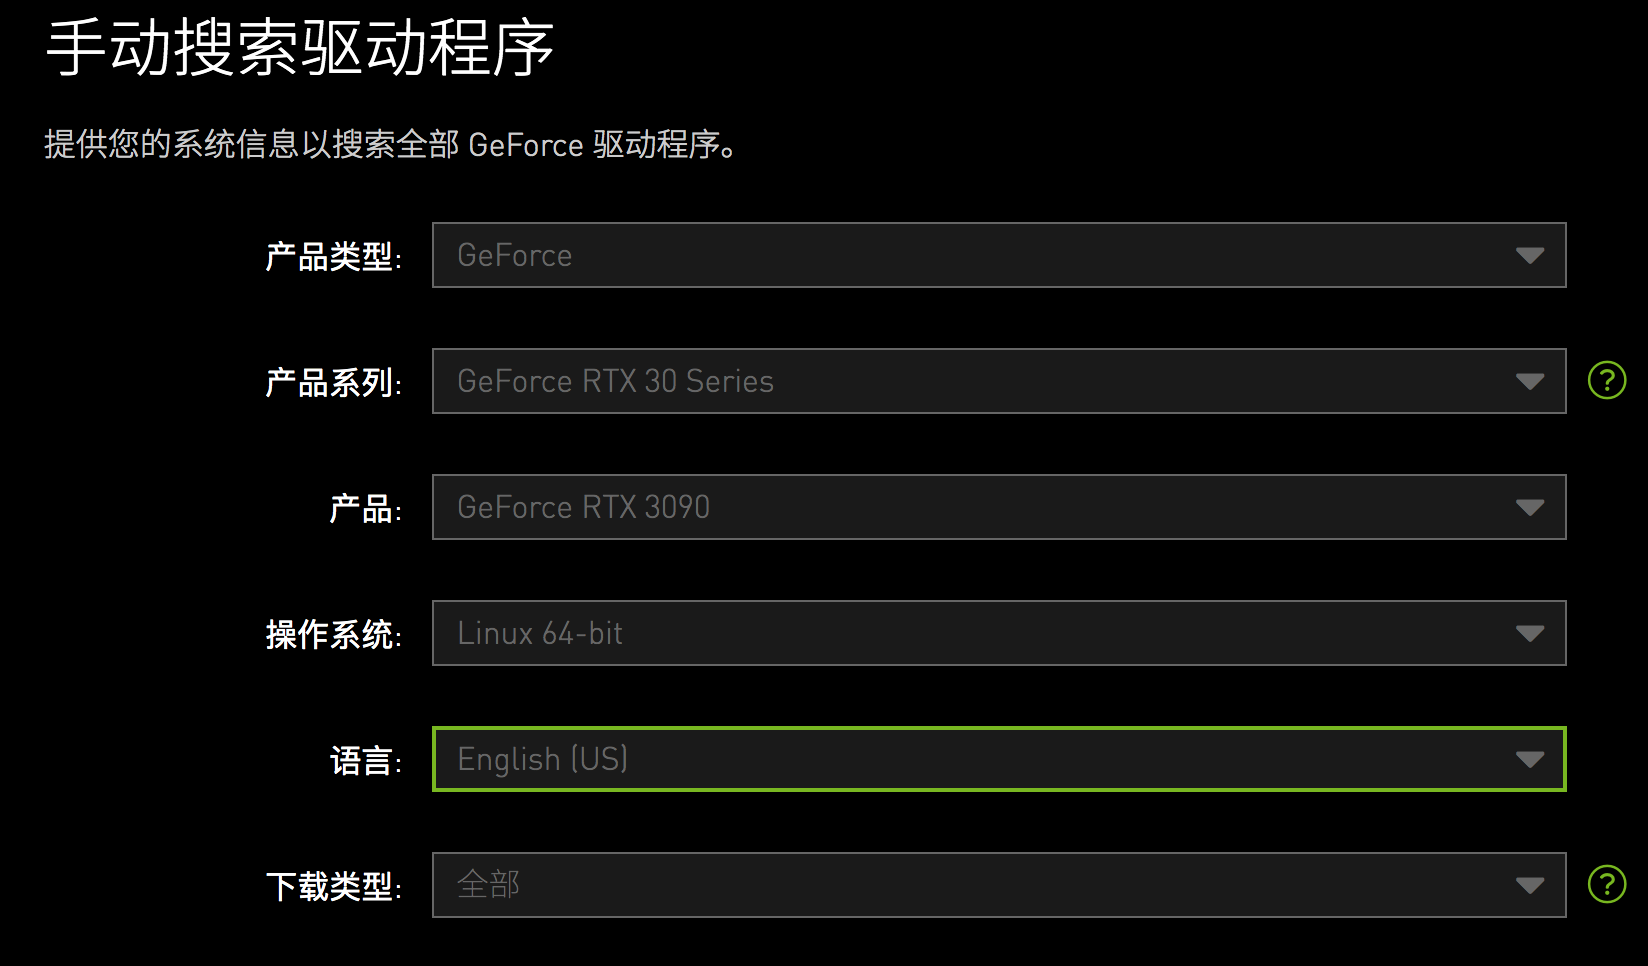 手动搜索驱动程序
提供您的系统信息以搜索全部 GeForce 驱动程序。
产品类型: GeForce
产品系列: GeForce RTX 30 Series ?
产品: GeForce RTX 3090
操作系统: Linux 64-bit
语言: English (US)
下载类型: 全部 ?